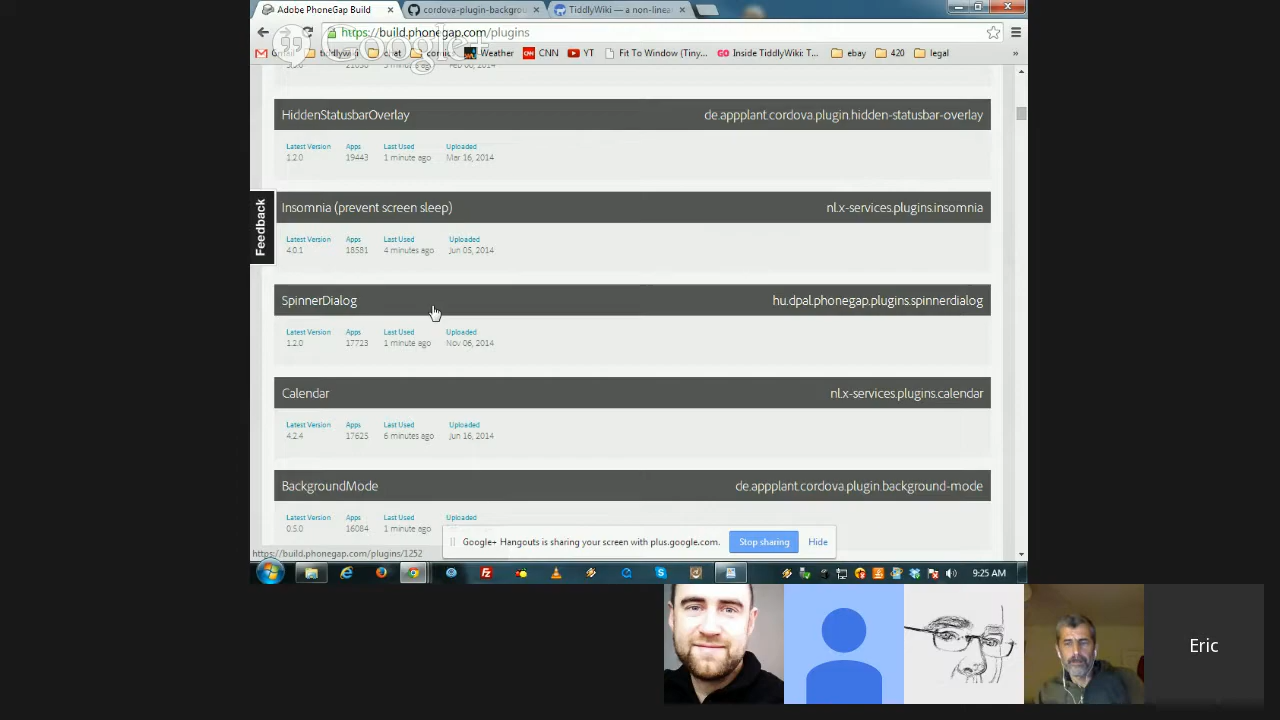 Adobe PhoneGap Build
cordova-plugin-backgrou
TiddlyWiki — a non-linear
https://build.phonegap.com/plugins
Google+
Weather
CNN
YT
Fit To Window (Tiny...
Inside TiddlyWiki: T...
ebay
420
legal
»
HiddenStatusbarOverlay
de.appplant.cordova.plugin.hidden-statusbar-overlay
Latest Version Apps Last Used Uploaded
1.2.0 19443 1 minute ago Mar 16, 2014
Feedback
Insomnia (prevent screen sleep)
nl.x-services.plugins.insomnia
Latest Version Apps Last Used Uploaded
4.0.1 18581 4 minutes ago Jun 05, 2014
SpinnerDialog
hu.dpal.phonegap.plugins.spinnerdialog
Latest Version Apps Last Used Uploaded
1.2.0 17723 1 minute ago Nov 06, 2014
Calendar
nl.x-services.plugins.calendar
Latest Version Apps Last Used Uploaded
4.2.4 17625 6 minutes ago Jun 16, 2014
BackgroundMode
de.appplant.cordova.plugin.background-mode
Latest Version Apps Last Used Uploaded
0.5.0 16084 1 minute ago
Google+ Hangouts is sharing your screen with plus.google.com.
Stop sharing
Hide
https://build.phonegap.com/plugins/1252
9:25 AM
Eric